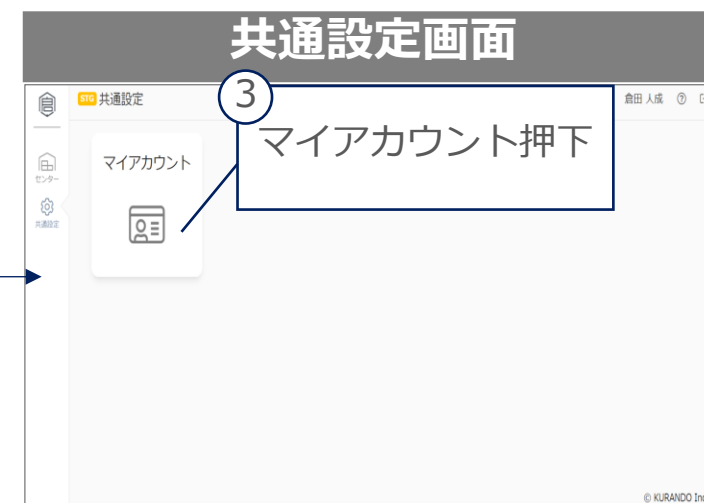 共通設定画面
STG 共通設定
倉田 人成
3
マイアカウント押下
マイアカウント
センター
共通設定
© KURANDO Inc